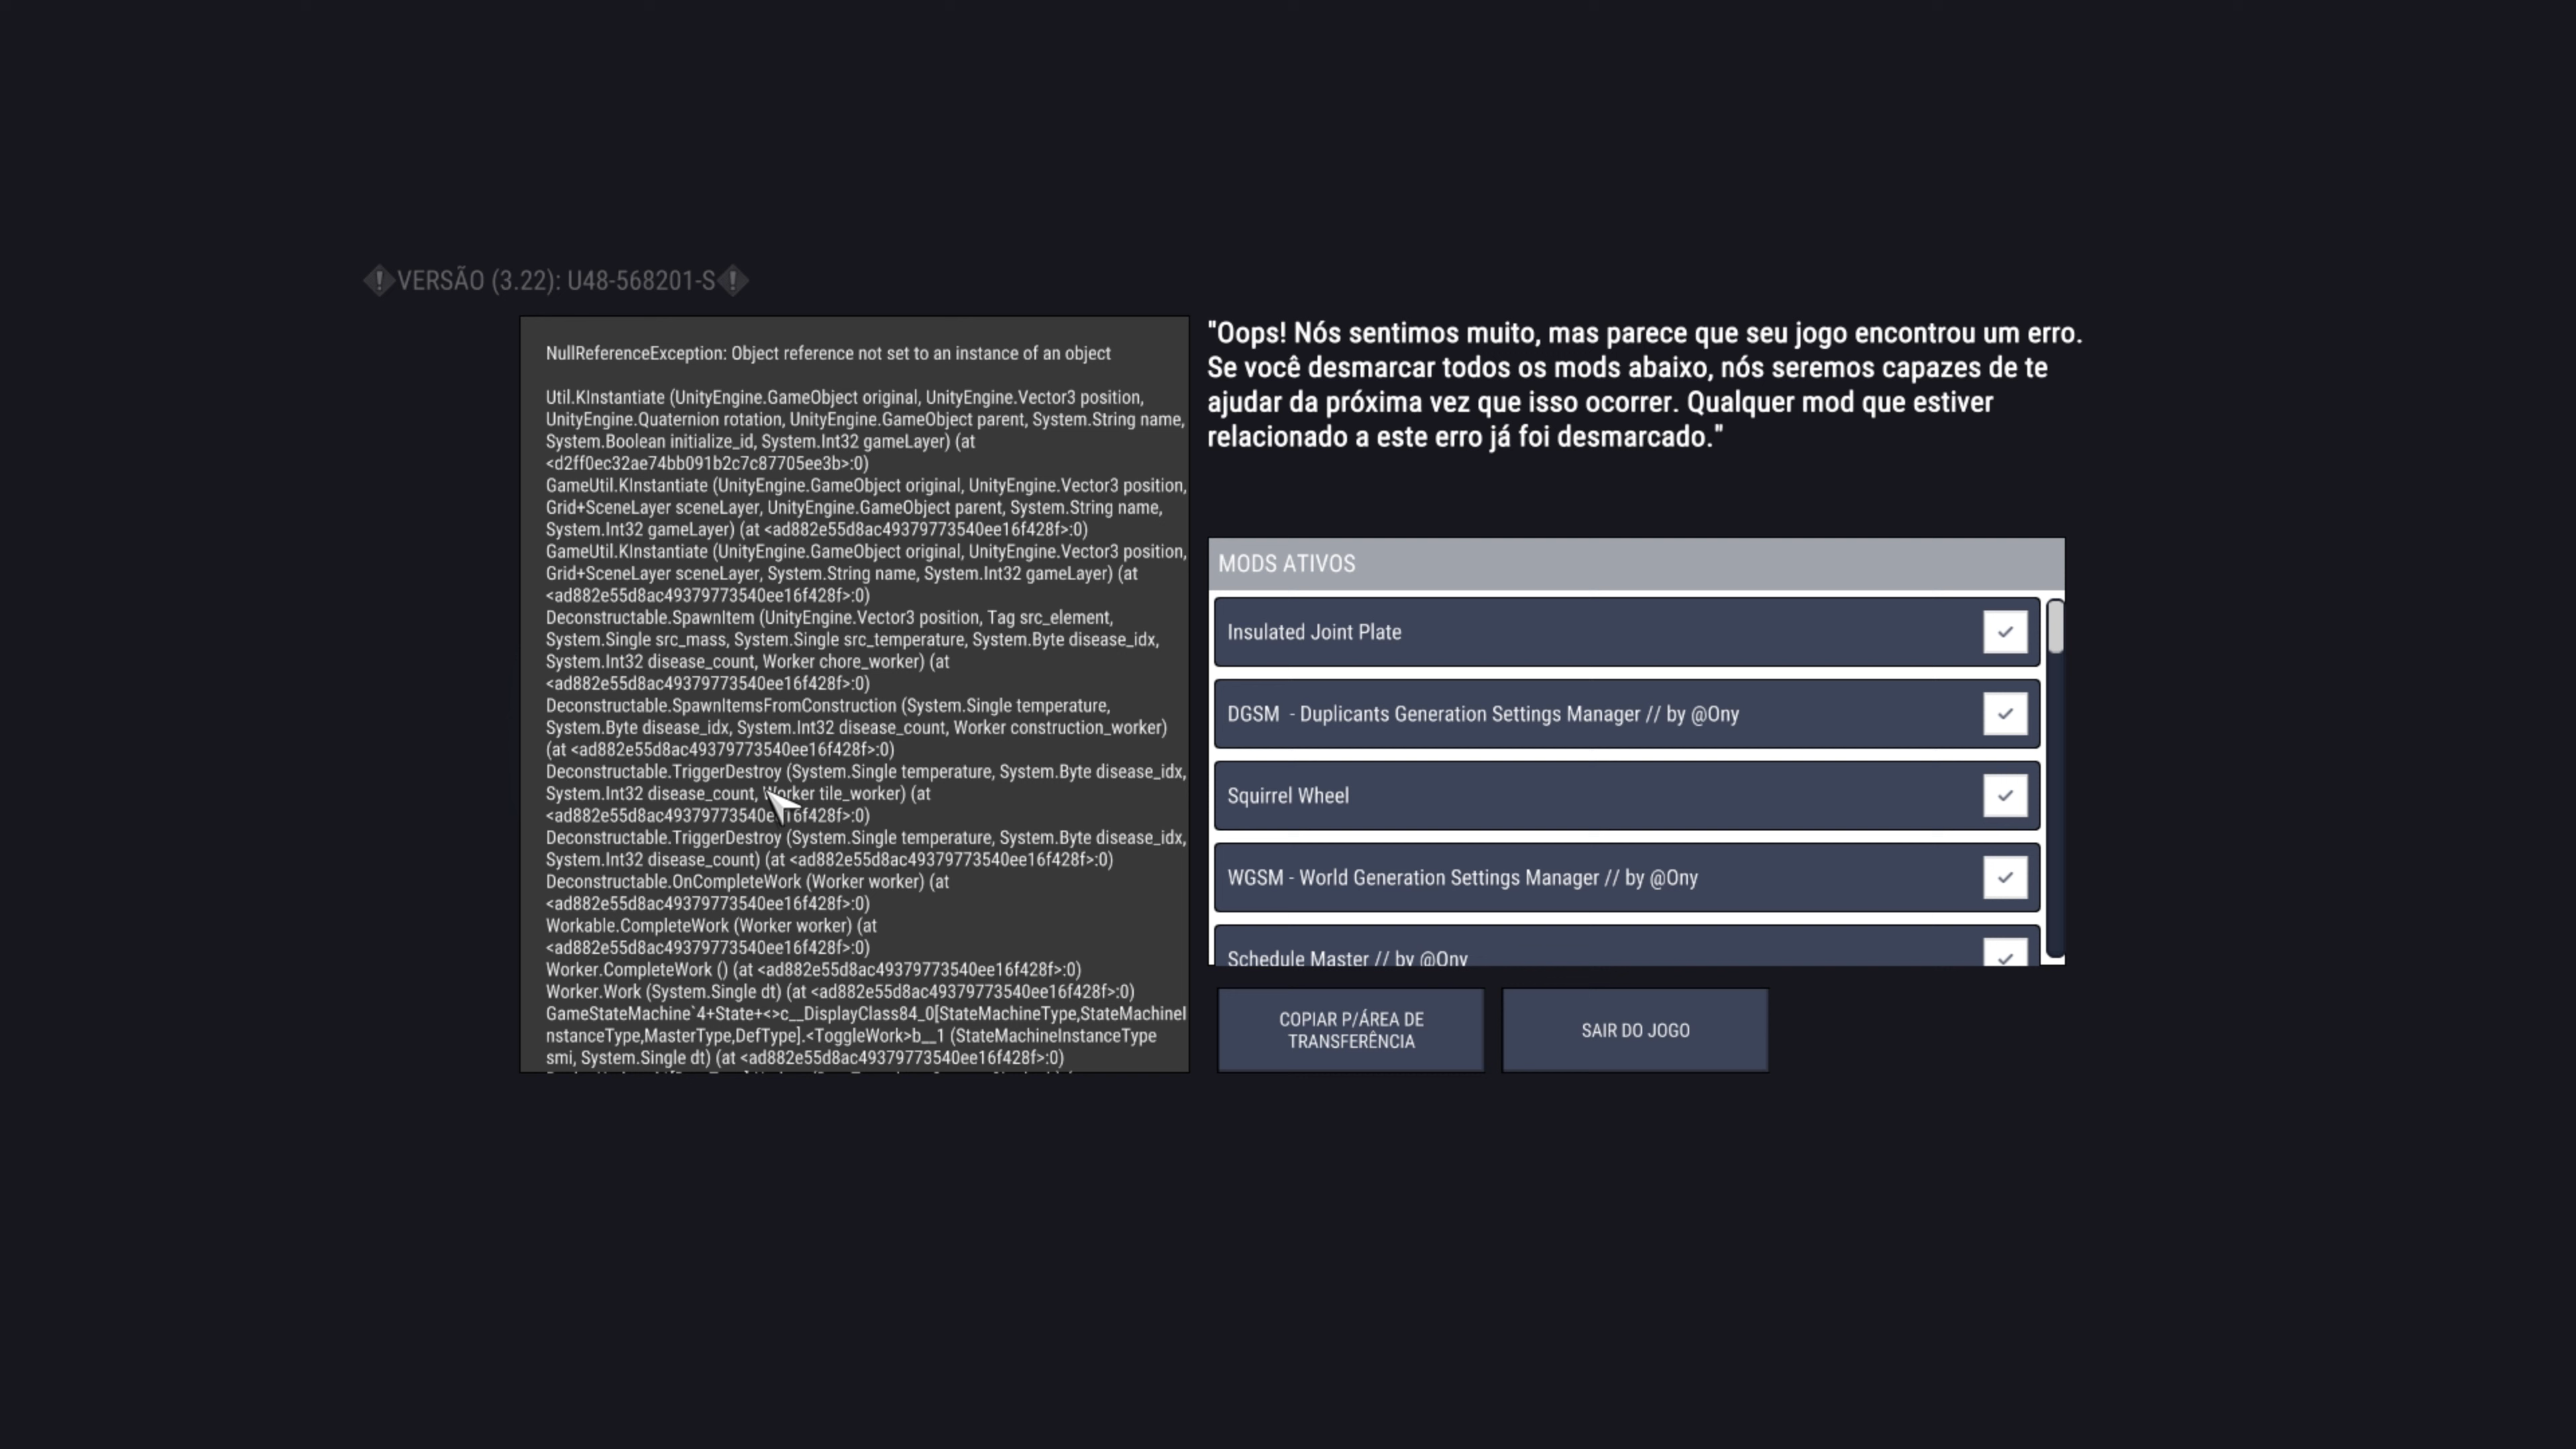 VERSÃO (3.22): U48-568201-S
NullReferenceException: Object reference not set to an instance of an object
Util.KInstantiate (UnityEngine.GameObject original, UnityEngine.Vector3 position,
UnityEngine.Quaternion rotation, UnityEngine.GameObject parent, System.String name,
System.Boolean initialize_id, System.Int32 gameLayer) (at
<d2ff0ec32ae74bb091b2c7c87705ee3b>:0)
GameUtil.KInstantiate (UnityEngine.GameObject original, UnityEngine.Vector3 position,
Grid+SceneLayer sceneLayer, UnityEngine.GameObject parent, System.String name,
System.Int32 gameLayer) (at <ad882e55d8ac49379773540ee16f428f>:0)
GameUtil.KInstantiate (UnityEngine.GameObject original, UnityEngine.Vector3 position,
Grid+SceneLayer sceneLayer, System.String name, System.Int32 gameLayer) (at
<ad882e55d8ac49379773540ee16f428f>:0)
Deconstructable.SpawnItem (UnityEngine.Vector3 position, Tag src_element,
System.Single src_mass, System.Single src_temperature, System.Byte disease_idx,
System.Int32 disease_count, Worker chore_worker) (at
<ad882e55d8ac49379773540ee16f428f>:0)
Deconstructable.SpawnItemsFromConstruction (System.Single temperature,
System.Byte disease_idx, System.Int32 disease_count, Worker construction_worker)
(at <ad882e55d8ac49379773540ee16f428f>:0)
Deconstructable.TriggerDestroy (System.Single temperature, System.Byte disease_idx,
System.Int32 disease_count, Worker tile_worker) (at
<ad882e55d8ac49379773540ee16f428f>:0)
Deconstructable.TriggerDestroy (System.Single temperature, System.Byte disease_idx,
System.Int32 disease_count) (at <ad882e55d8ac49379773540ee16f428f>:0)
Deconstructable.OnCompleteWork (Worker worker) (at
<ad882e55d8ac49379773540ee16f428f>:0)
Workable.CompleteWork (Worker worker) (at
<ad882e55d8ac49379773540ee16f428f>:0)
Worker.CompleteWork () (at <ad882e55d8ac49379773540ee16f428f>:0)
Worker.Work (System.Single dt) (at <ad882e55d8ac49379773540ee16f428f>:0)
GameStateMachine`4+State+<>c__DisplayClass84_0[StateMachineType,StateMachineI
nstanceType,MasterType,DefType].<ToggleWork>b__1 (StateMachineInstanceType
smi, System.Single dt) (at <ad882e55d8ac49379773540ee16f428f>:0)
"Oops! Nós sentimos muito, mas parece que seu jogo encontrou um erro.
Se você desmarcar todos os mods abaixo, nós seremos capazes de te
ajudar da próxima vez que isso ocorrer. Qualquer mod que estiver
relacionado a este erro já foi desmarcado."
MODS ATIVOS
Insulated Joint Plate
DGSM - Duplicants Generation Settings Manager // by @Ony
Squirrel Wheel
WGSM - World Generation Settings Manager // by @Ony
Schedule Master // by @Ony
COPIAR P/ÁREA DE
TRANSFERÊNCIA
SAIR DO JOGO